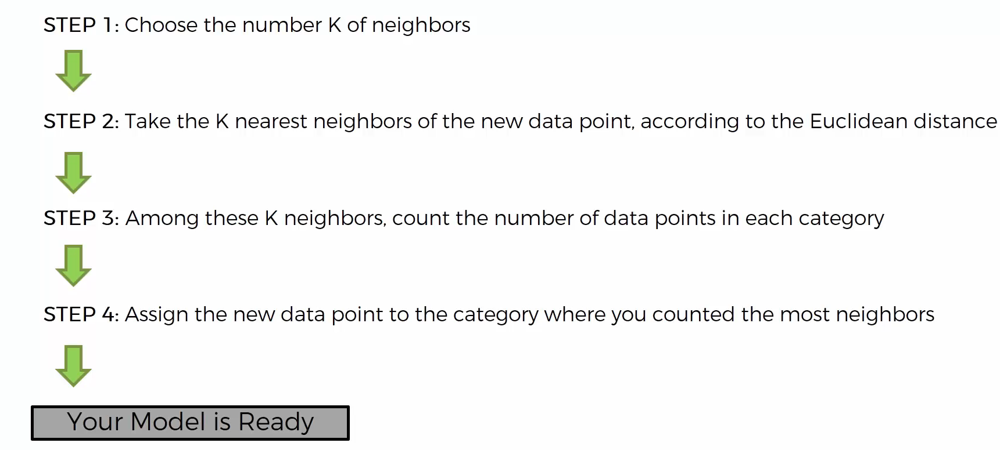 STEP 1: Choose the number K of neighbors
STEP 2: Take the K nearest neighbors of the new data point, according to the Euclidean distance
STEP 3: Among these K neighbors, count the number of data points in each category
STEP 4: Assign the new data point to the category where you counted the most neighbors
Your Model is Ready